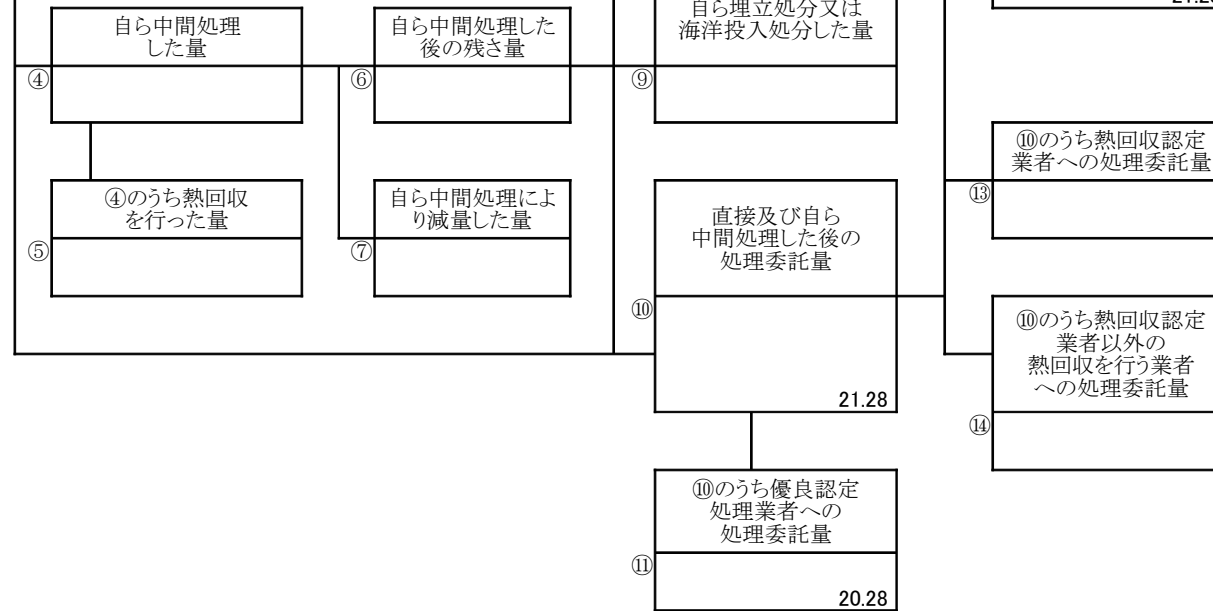 自ら中間処理
した量
④
自ら中間処理した
後の残さ量
⑥
自ら埋立処分又は
海洋投入処分した量
⑨
④のうち熱回収
を行った量
⑤
自ら中間処理によ
り減量した量
⑦
直接及び自ら
中間処理した後の
処理委託量
⑩
21.28
⑩のうち優良認定
処理業者への
処理委託量
⑪
20.28
⑩のうち熱回収認定
業者への処理委託量
⑬
⑩のうち熱回収認定
業者以外の
熱回収を行う業者
への処理委託量
⑭